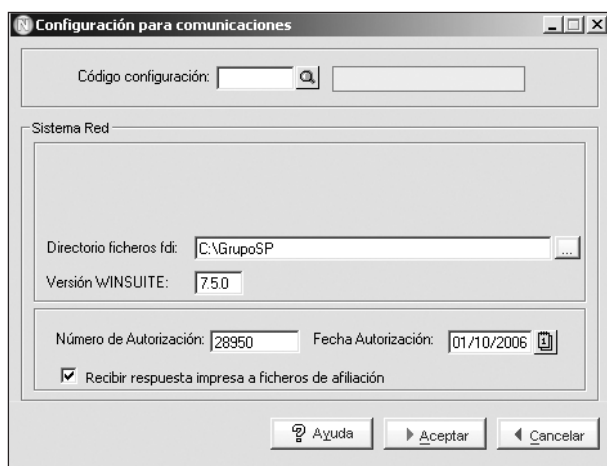 N Configuración para comunicaciones
Código configuración:
Sistema Red
Directorio ficheros fdi: C:\GrupoSP ...
Versión WINSUITE: 7.5.0
Número de Autorización: 28950 Fecha Autorización: 01/10/2006 1
Recibir respuesta impresa a ficheros de afiliación
? Ayuda Aceptar Cancelar